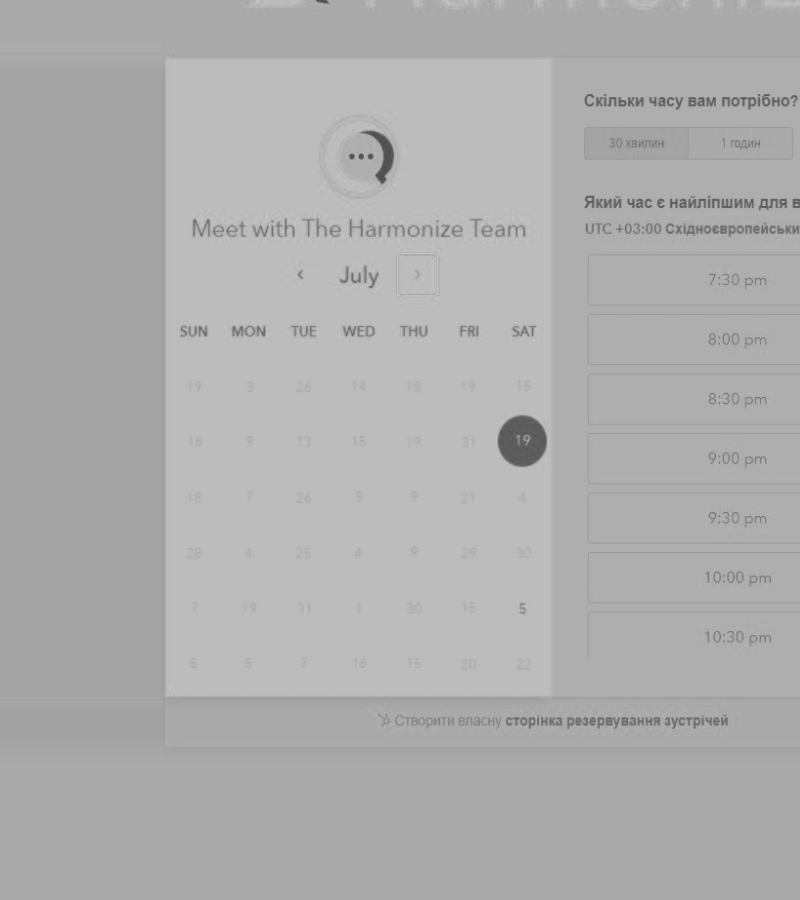 Meet with The Harmonize Team
‹ July ›
SUN MON TUE WED THU FRI SAT
19 3 26 14 18 19 15
16 9 13 15 19 31 19
18 7 26 9 9 21 4
28 4 25 4 9 29 30
7 19 31 1 30 15 5
5 7 16 15 20 22
Скільки часу вам потрібно?
30 хвилин 1 годин
Який час є найліпшим для в
UTC +03:00 Східноєвропейськи
7:30 pm
8:00 pm
8:30 pm
9:00 pm
9:30 pm
10:00 pm
10:30 pm
Створити власну сторінка резервування зустрічей